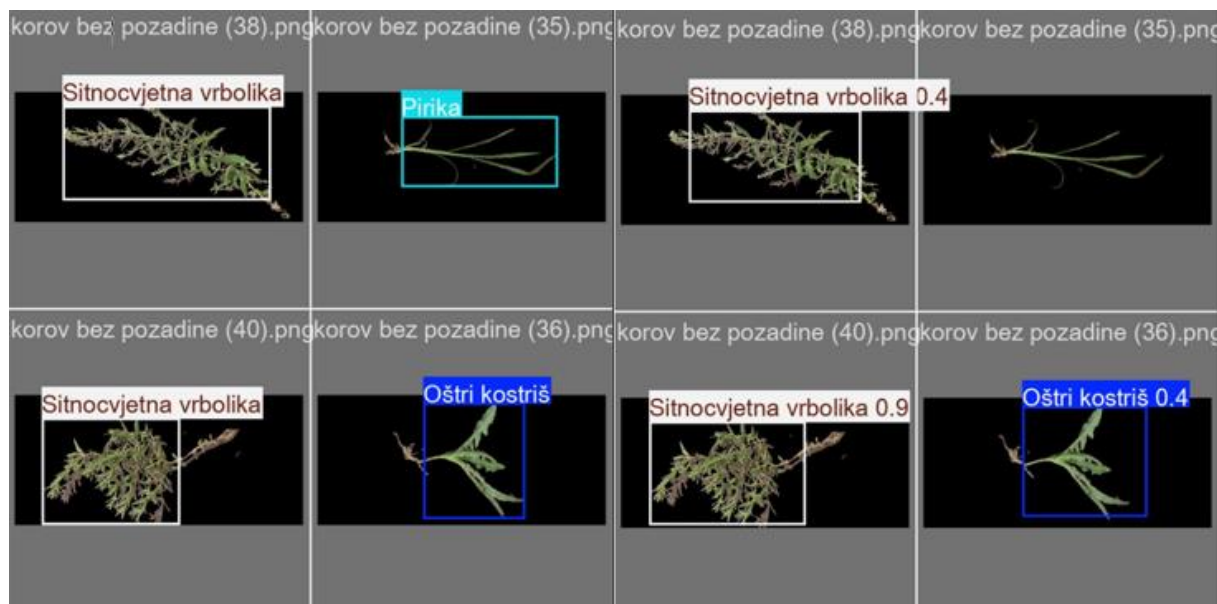 korov bez pozadine (38).png
korov bez pozadine (35).png
korov bez pozadine (38).png
korov bez pozadine (35).png
Sitnocvjetna vrbolika
Pirika
Sitnocvjetna vrbolika 0.4
korov bez pozadine (40).png
korov bez pozadine (36).png
korov bez pozadine (40).png
korov bez pozadine (36).png
Sitnocvjetna vrbolika
Oštri kostriš
Sitnocvjetna vrbolika 0.9
Oštri kostriš 0.4